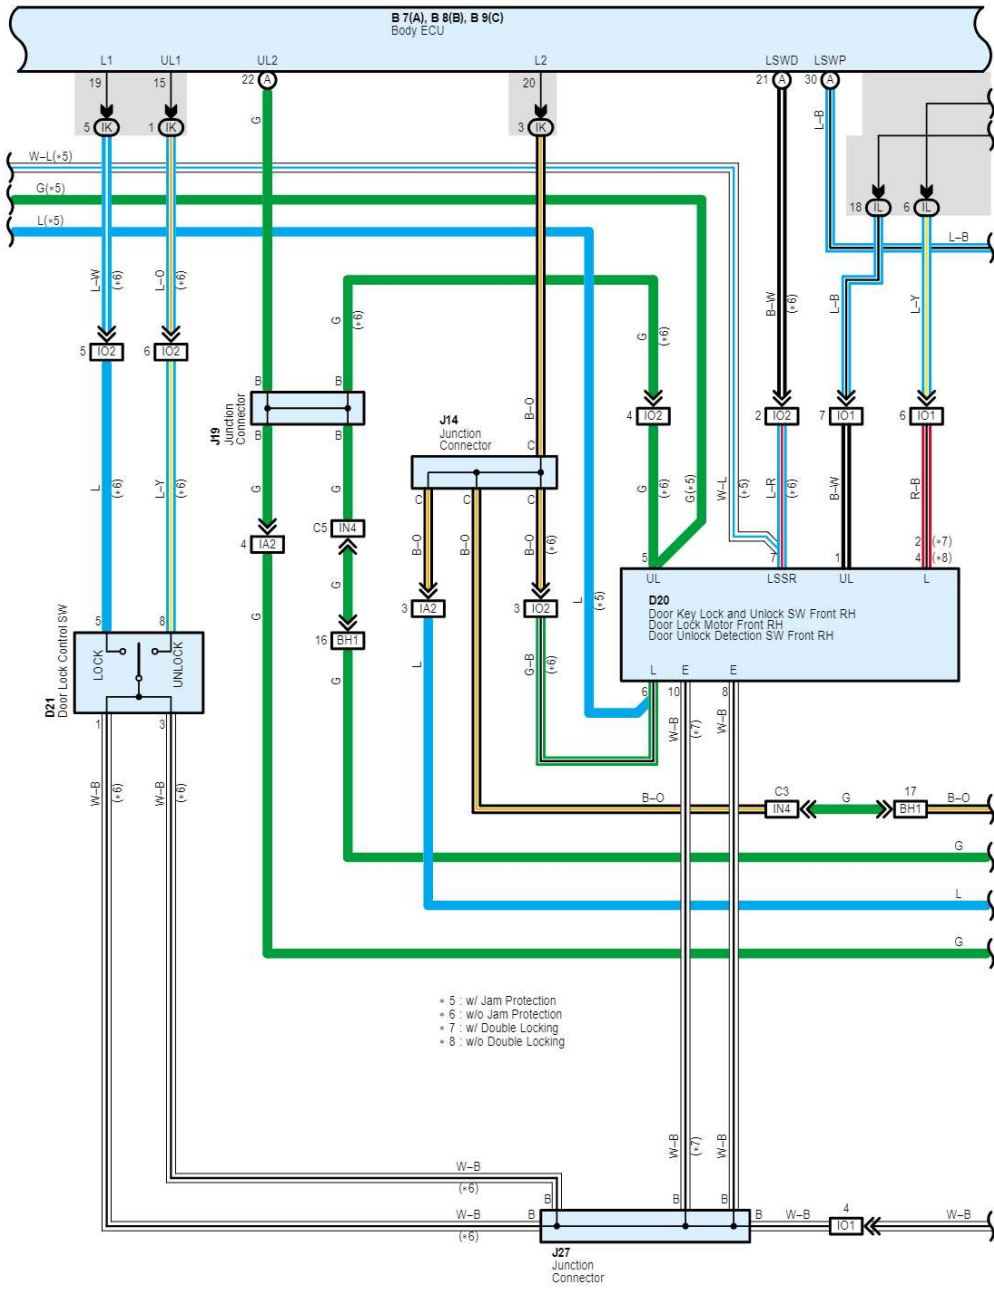 B 7(A), B 8(B), B 9(C)
Body ECU
L1 UL1 UL2 L2 LSWD LSWP
19 15 22 A 20 21 A 30 A
5 IK 1 IK 3 IK
G L–B
W–L(*5)
G(*5)
L(*5)
18 IL 6 IL
L–B
L–W (*6) L–O (*6) G (*6) G (*6) B–W (*6) L–B L–Y
5 IO2 6 IO2
B B
J19 Junction Connector
B B
B–O
4 IO2 2 IO2 7 IO1 6 IO1
J14
Junction
Connector
C
C C C
L (*6) L–Y (*6) G G G (*6) G(*5) W–L (*5) L–R (*6) B–W R–B
C5 IN4
4 IA2
B–O B–O (*6)
2 (*7)
5 7 1 4 (*8)
UL LSSR UL L
G L (*5)
D20
Door Key Lock and Unlock SW Front RH
Door Lock Motor Front RH
Door Unlock Detection SW Front RH
3 IA2 3 IO2
G
5 8
16 BH1
D21 Door Lock Control SW
LOCK UNLOCK
G L G–B (*6)
L E E
6 10 8
1 3
W–B (*7) W–B
W–B (*6) W–B (*6)
C3 17
B–O IN4 G BH1 B–O
G
L
G
* 5 : w/ Jam Protection
* 6 : w/o Jam Protection
* 7 : w/ Double Locking
* 8 : w/o Double Locking
W–B (*7) W–B
W–B
(*6)
B B B
W–B B B W–B 4 IO1 W–B
(*6)
J27
Junction
Connector